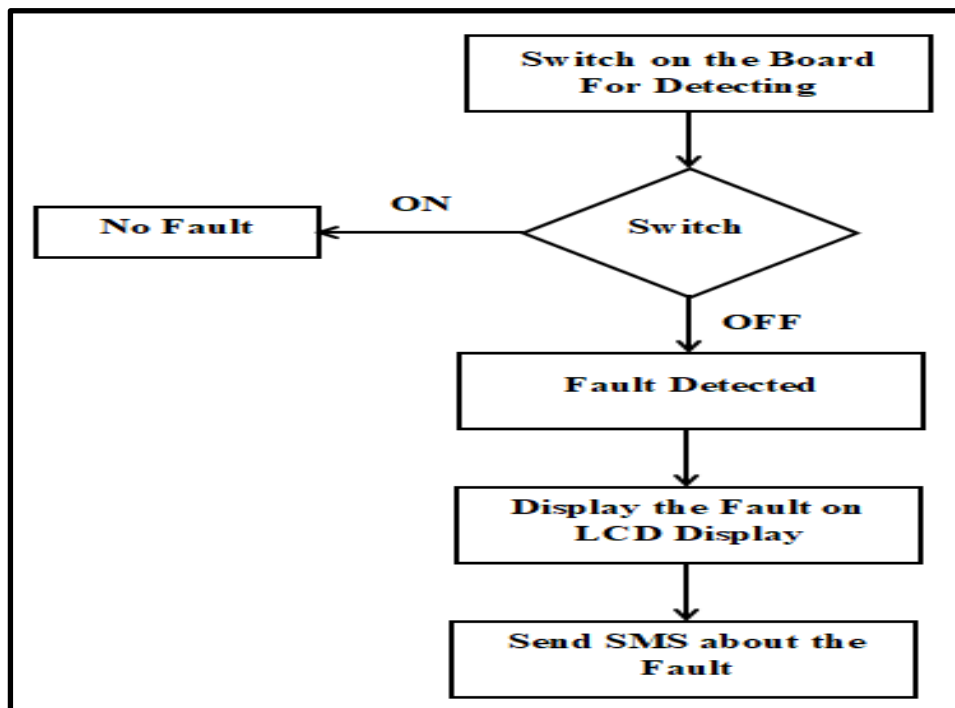 Switch on the Board
For Detecting
ON
No Fault
Switch
OFF
Fault Detected
Display the Fault on
LCD Display
Send SMS about the
Fault